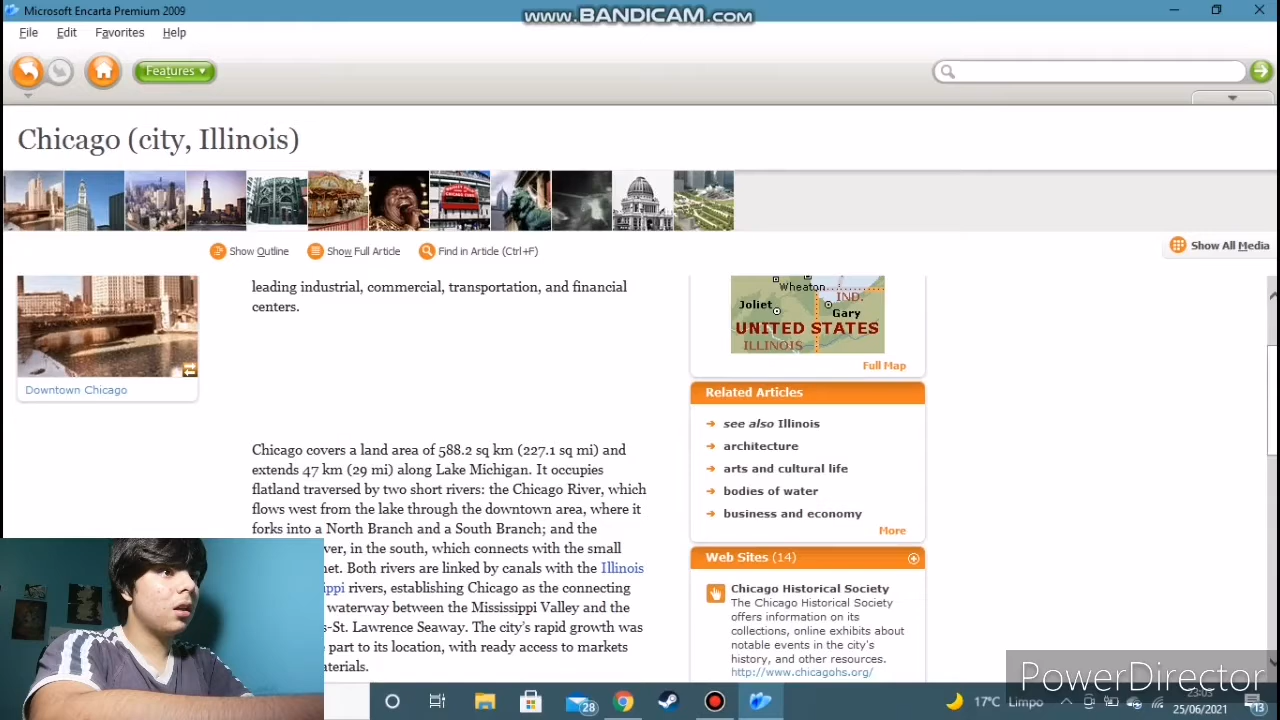 Microsoft Encarta Premium 2009
www.BANDICAM.com
File Edit Favorites Help
Features
Chicago (city, Illinois)
Show Outline Show Full Article Find in Article (Ctrl+F)
Show All Media
Downtown Chicago
leading industrial, commercial, transportation, and financial
centers.
Chicago covers a land area of 588.2 sq km (227.1 sq mi) and
extends 47 km (29 mi) along Lake Michigan. It occupies
flatland traversed by two short rivers: the Chicago River, which
flows west from the lake through the downtown area, where it
forks into a North Branch and a South Branch; and the
ver, in the south, which connects with the small
net. Both rivers are linked by canals with the Illinois
ippi rivers, establishing Chicago as the connecting
waterway between the Mississippi Valley and the
s-St. Lawrence Seaway. The city's rapid growth was
part to its location, with ready access to markets
aterials.
Wheaton
IND.
Joliet
Gary
UNITED STATES
ILLINOIS
Full Map
Related Articles
see also Illinois
architecture
arts and cultural life
bodies of water
business and economy
More
Web Sites (14)
Chicago Historical Society
The Chicago Historical Society
offers information on its
collections, online exhibits about
notable events in the city's
history, and other resources.
http://www.chicagohs.org/
PowerDirector
28
17°C Limpo
23:03
25/06/2021
13